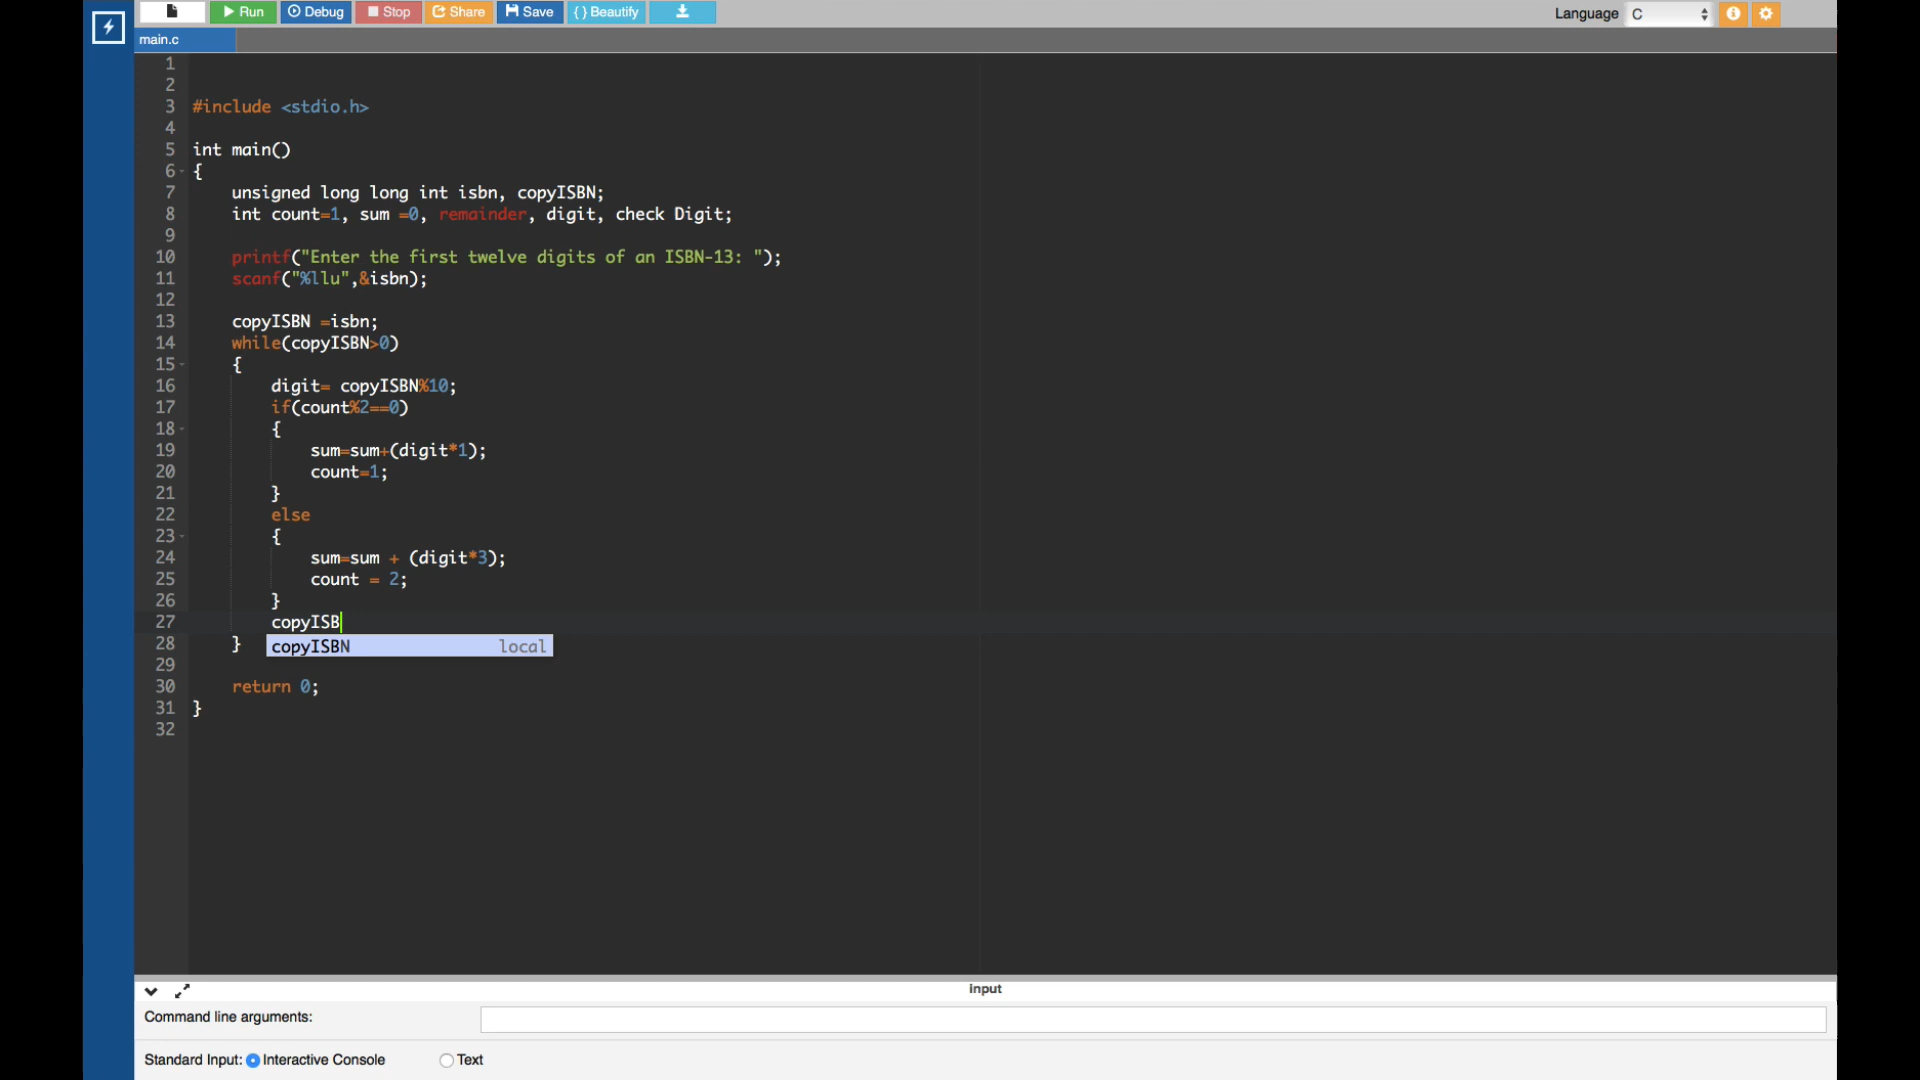 Run Debug Stop Share Save { } Beautify Language C
main.c
1
2
3 #include <stdio.h>
4
5 int main()
6 {
7 unsigned long long int isbn, copyISBN;
8 int count=1, sum =0, remainder, digit, check Digit;
9
10 printf("Enter the first twelve digits of an ISBN-13: ");
11 scanf("%llu",&isbn);
12
13 copyISBN =isbn;
14 while(copyISBN>0)
15 {
16 digit= copyISBN%10;
17 if(count%2==0)
18 {
19 sum=sum+(digit*1);
20 count=1;
21 }
22 else
23 {
24 sum=sum + (digit*3);
25 count = 2;
26 }
27 copyISB
28 } copyISBN local
29
30 return 0;
31 }
32
input
Command line arguments:
Standard Input: Interactive Console Text